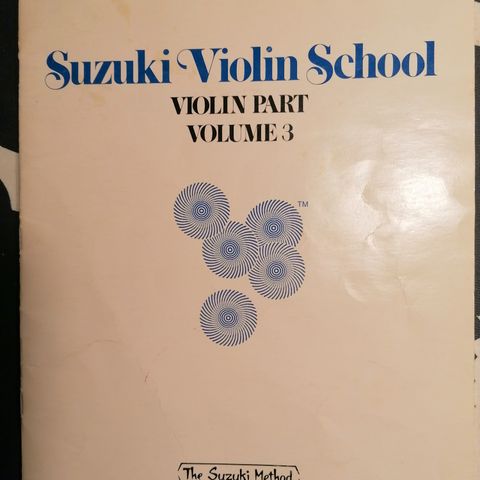 Suzuki Violin School
VIOLIN PART
VOLUME 3
TM
The Suzuki Method